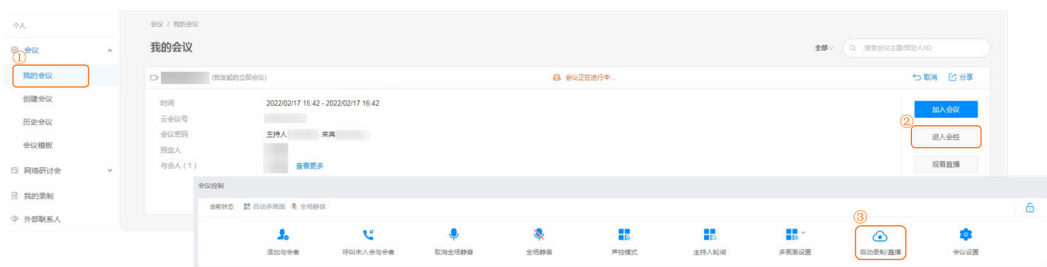 个人
会议 / 我的会议
会议
①
我的会议
我的会议
创建会议
历史会议
会议模板
网络研讨会
我的录制
外部联系人
全部
搜索会议主题/预定人/ID
(我发起的立即会议)
会议正在进行中...
取消 分享
时间 2022/02/17 15:42 - 2022/02/17 16:42
云会议号
会议密码 主持人 来宾
预定人
与会人 ( 1 ) 查看更多
加入会议
②
进入会控
观看直播
会议控制
当前状态 自动多画面 全场静音
③
添加与会者 呼叫未入会与会者 取消全场静音 全场静音 声控模式 主持人轮询 多画面设置 启动录制/直播 会议设置